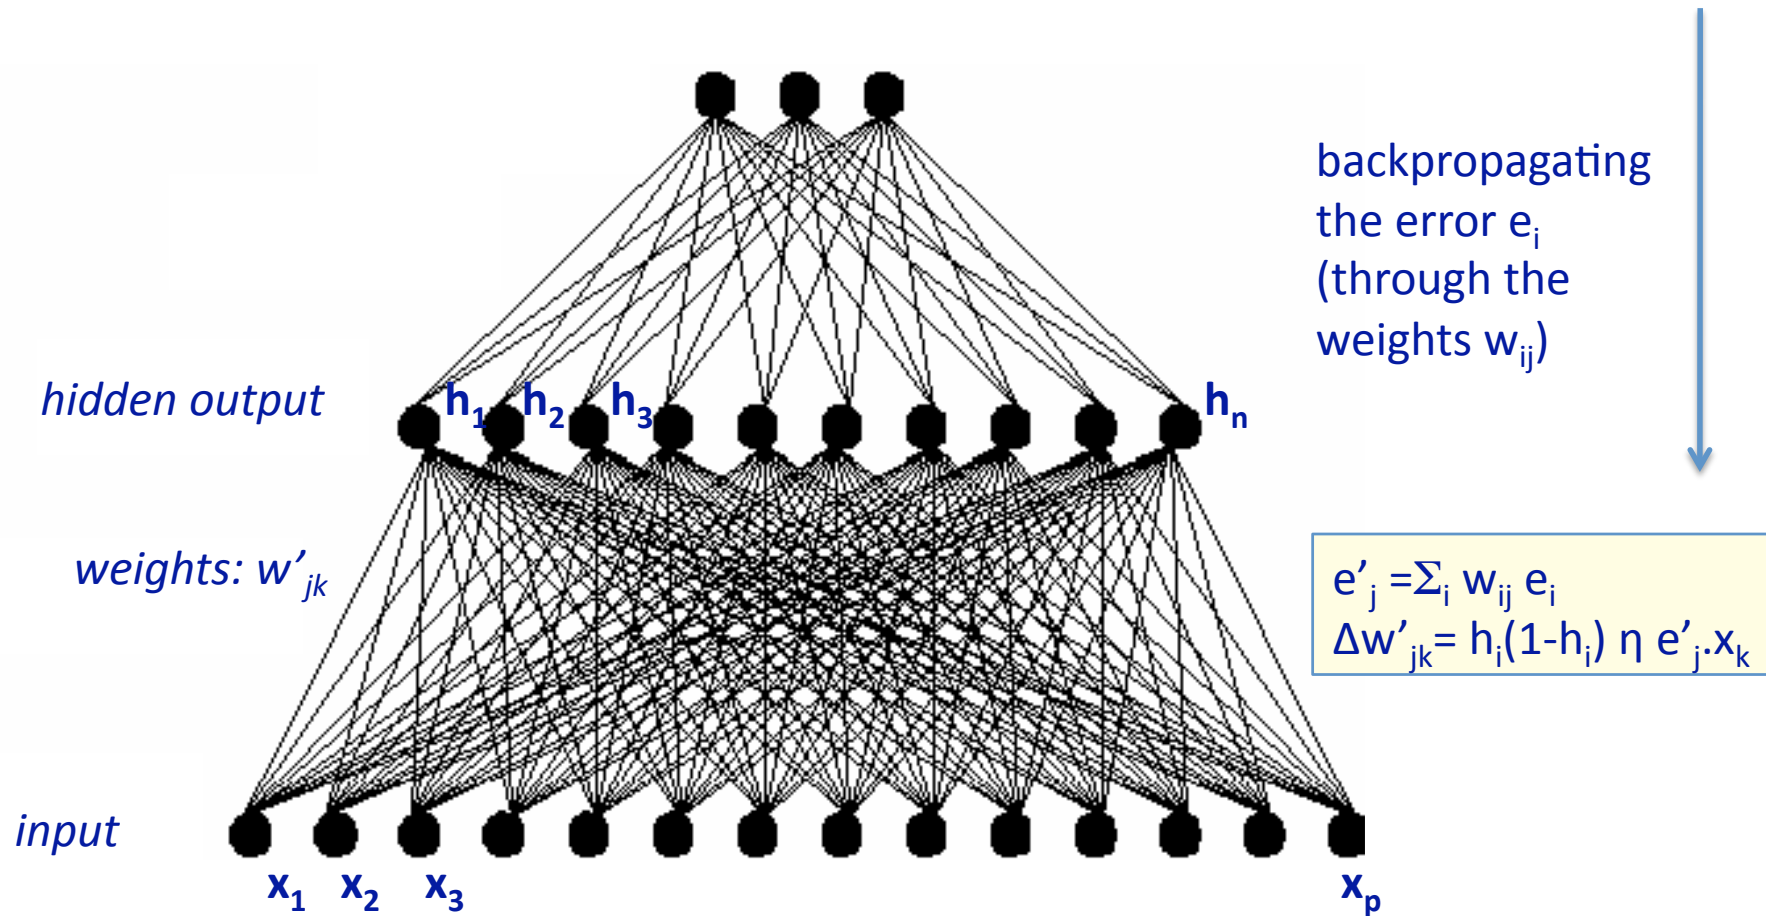 backpropagating
the error eᵢ
(through the
weights wᵢⱼ)
hidden output
h₁ h₂ h₃ hₙ
weights: w’ⱼₖ
e’ⱼ =Σᵢ wᵢⱼ eᵢ
Δw’ⱼₖ= hᵢ(1-hᵢ) η e’ⱼ.xₖ
input
x₁ x₂ x₃ xₚ